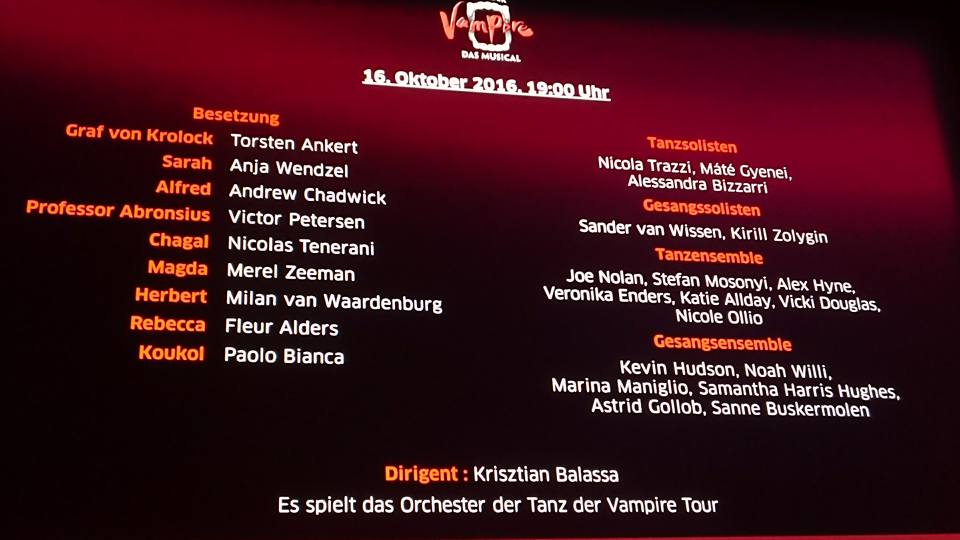 Vampire
DAS MUSICAL
16. Oktober 2016, 19:00 Uhr
Besetzung
Graf von Krolock Torsten Ankert
Sarah Anja Wendzel
Alfred Andrew Chadwick
Professor Abronsius Victor Petersen
Chagal Nicolas Tenerani
Magda Merel Zeeman
Herbert Milan van Waardenburg
Rebecca Fleur Alders
Koukol Paolo Bianca
Tanzsolisten
Nicola Trazzi, Máté Gyenei,
Alessandra Bizzarri
Gesangssolisten
Sander van Wissen, Kirill Zolygin
Tanzensemble
Joe Nolan, Stefan Mosonyi, Alex Hyne,
Veronika Enders, Katie Allday, Vicki Douglas,
Nicole Ollio
Gesangsensemble
Kevin Hudson, Noah Willi,
Marina Maniglio, Samantha Harris Hughes,
Astrid Gollob, Sanne Buskermolen
Dirigent : Krisztian Balassa
Es spielt das Orchester der Tanz der Vampire Tour